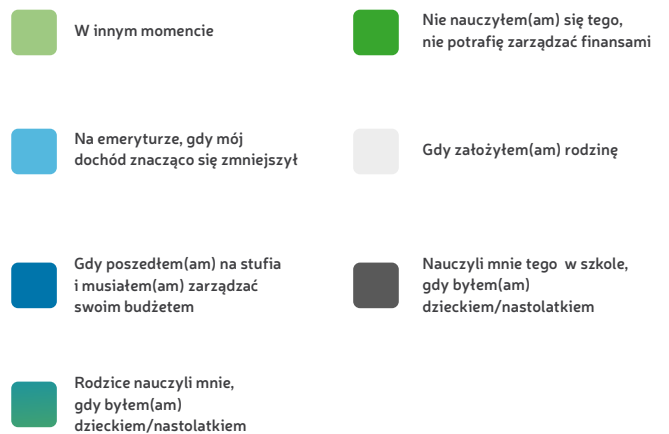 W innym momencie
Nie nauczyłem(am) się tego,
nie potrafię zarządzać finansami
Na emeryturze, gdy mój
dochód znacząco się zmniejszył
Gdy założyłem(am) rodzinę
Gdy poszedłem(am) na stufia
i musiałem(am) zarządzać
swoim budżetem
Nauczyli mnie tego w szkole,
gdy byłem(am)
dzieckiem/nastolatkiem
Rodzice nauczyli mnie,
gdy byłem(am)
dzieckiem/nastolatkiem